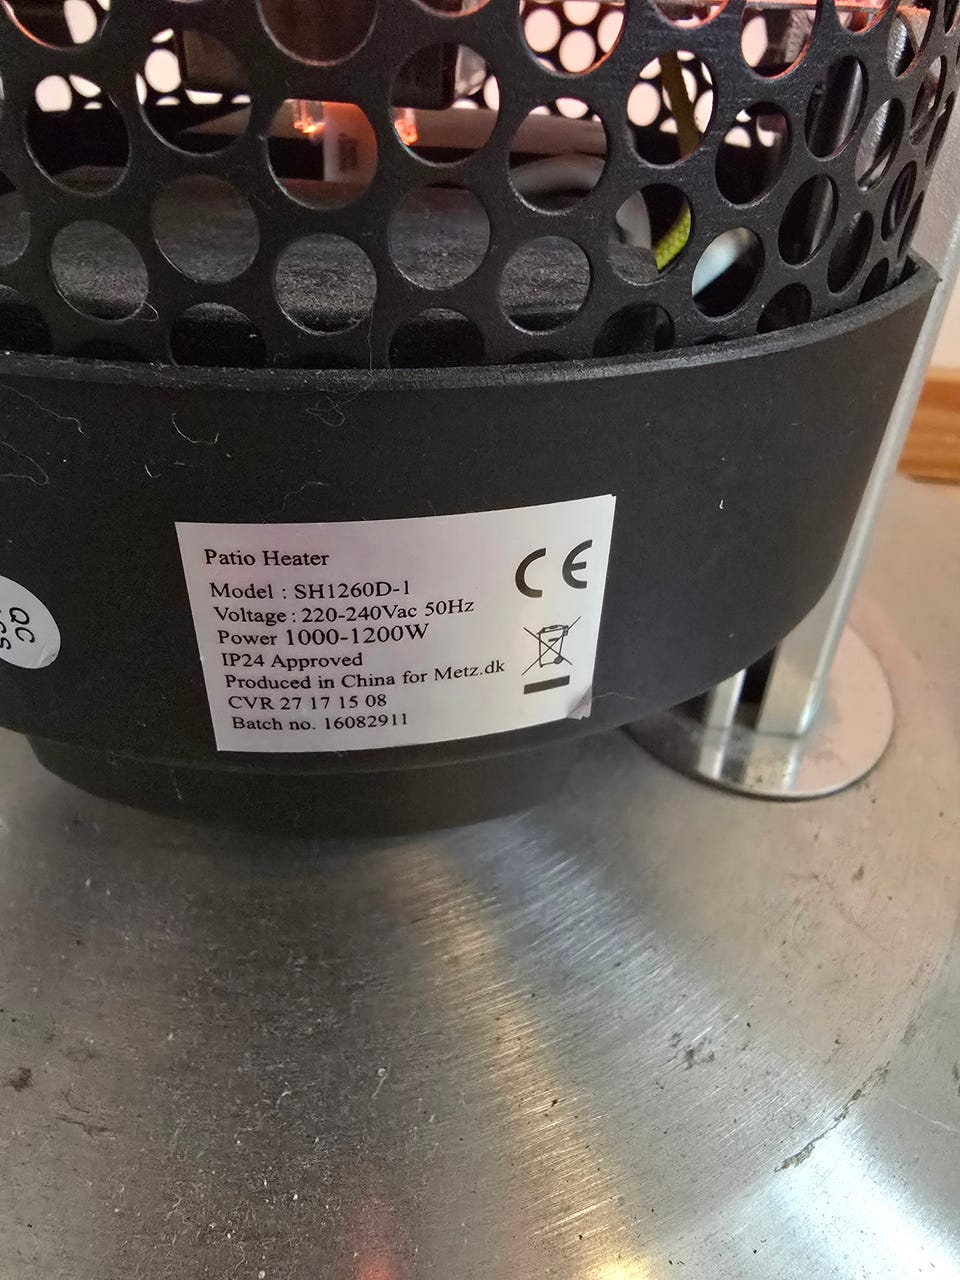 Patio Heater
Model : SH1260D-1
Voltage : 220-240Vac 50Hz
Power 1000-1200W
IP24 Approved
Produced in China for Metz.dk
CVR 27 17 15 08
Batch no. 16082911
CE
QC